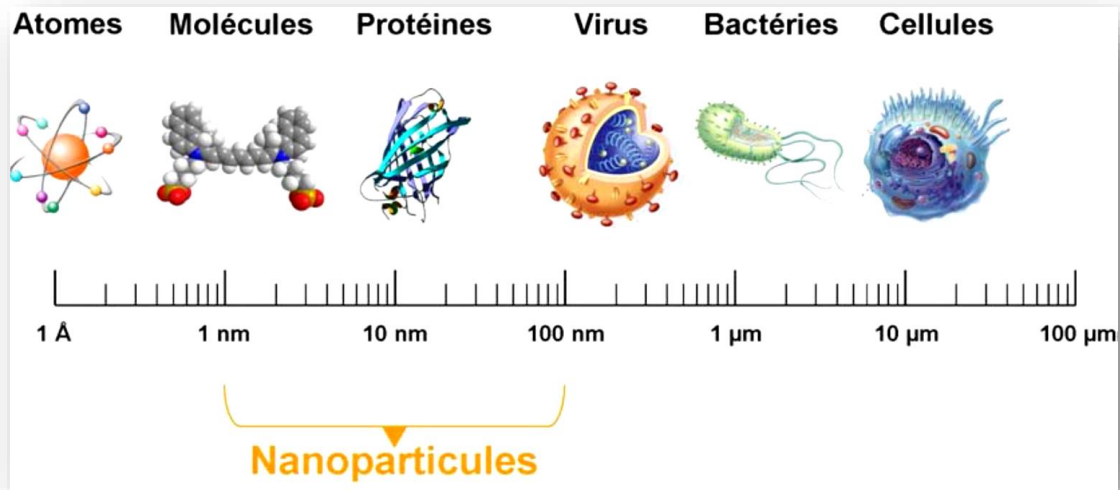 Atomes Molécules Protéines Virus Bactéries Cellules
1 Å 1 nm 10 nm 100 nm 1 µm 10 µm 100 µm
Nanoparticules